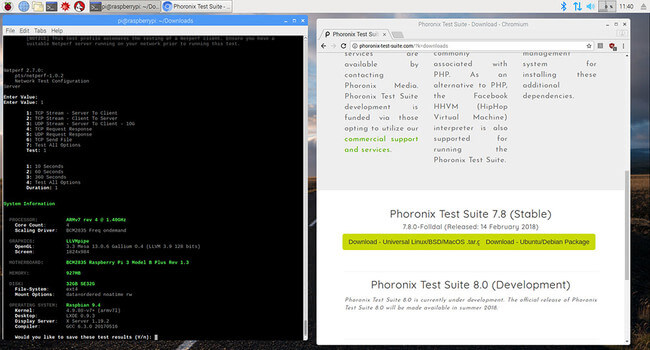 pi@raspberrypi: ~/Downloads
Phoronix Test Suite - ...
11:40
pi@raspberrypi: ~/Downloads
File Edit Tabs Help
[NOTICE] This test profile assumes the setup of a Netperf client. Ensure you have a
suitable Netperf server running on your network prior to running this test.
Netperf 2.7.0:
pts/netperf-1.0.2
Network Test Configuration
Server
Enter Value:
Enter Value: 1
1: TCP Stream - Server To Client
2: TCP Stream - Client To Server
3: UDP Stream - Server To Client - 10G
4: TCP Request Response
5: UDP Request Response
6: TCP Send File
7: Test All Options
Test: 1
1: 10 Seconds
2: 60 Seconds
3: 360 Seconds
4: Test All Options
Duration: 1
System Information
PROCESSOR: ARMv7 rev 4 @ 1.40GHz
Core Count: 4
Scaling Driver: BCM2835 Freq ondemand
GRAPHICS: LLVMpipe
OpenGL: 3.1 Mesa 13.0.6 Gallium 0.4 (LLVM 3.9 128 bits)
Screen: 1024x984
MOTHERBOARD: BCM2835 Raspberry Pi 3 Model B Plus Rev 1.3
MEMORY: 927MB
DISK: 32GB SE32G
File-System: ext4
Mount Options: data=ordered noatime rw
OPERATING SYSTEM: Raspbian 9.4
Kernel: 4.9.80-v7+ (armv7l)
Desktop: LXDE 0.9.3
Display Server: X Server 1.19.2
Compiler: GCC 6.3.0 20170516
Would you like to save these test results (Y/n):
Phoronix Test Suite - Download - Chromium
Phoronix Test Suite - D
phoronix-test-suite.com/?k=downloads
services are
available by
contacting
Phoronix Media.
Phoronix Test Suite
development is
funded via those
opting to utilize our
commercial support
and services.
commonly
associated with
PHP. As an
alternative to PHP,
the Facebook
HHVM (HipHop
Virtual Machine)
interpreter is also
supported for
running the
Phoronix Test Suite.
management
system for
installing these
additional
dependencies.
Phoronix Test Suite 7.8 (Stable)
7.8.0-Folldal (Released: 14 February 2018)
Download - Universal Linux/BSD/MacOS .tar.g
Download - Ubuntu/Debian Package
Phoronix Test Suite 8.0 (Development)
Phoronix Test Suite 8.0 is currently under development. The official release of Phoronix
Test Suite 8.0 will be made available in summer 2018.